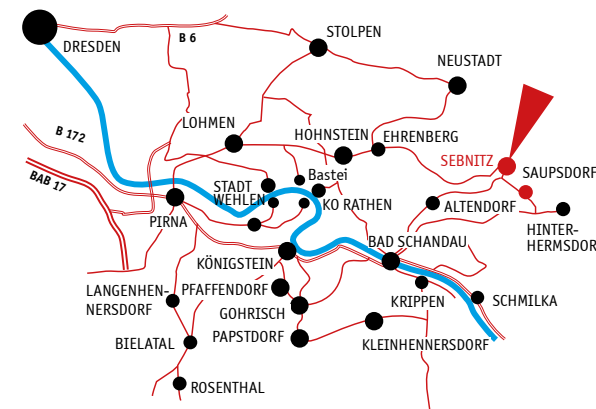 DRESDEN
B 6
STOLPEN
NEUSTADT
B 172
LOHMEN
HOHNSTEIN
EHRENBERG
SEBNITZ
BAB 17
Bastei
SAUPSDORF
STADT
WEHLEN
KO RATHEN
ALTENDORF
PIRNA
HINTER-
HERMSDORF
BAD SCHANDAU
KÖNIGSTEIN
LANGENHEN-
NERSDORF
PFAFFENDORF
KRIPPEN
SCHMILKA
GOHRISCH
BIELATAL
PAPSTDORF
KLEINHENNERSDORF
ROSENTHAL